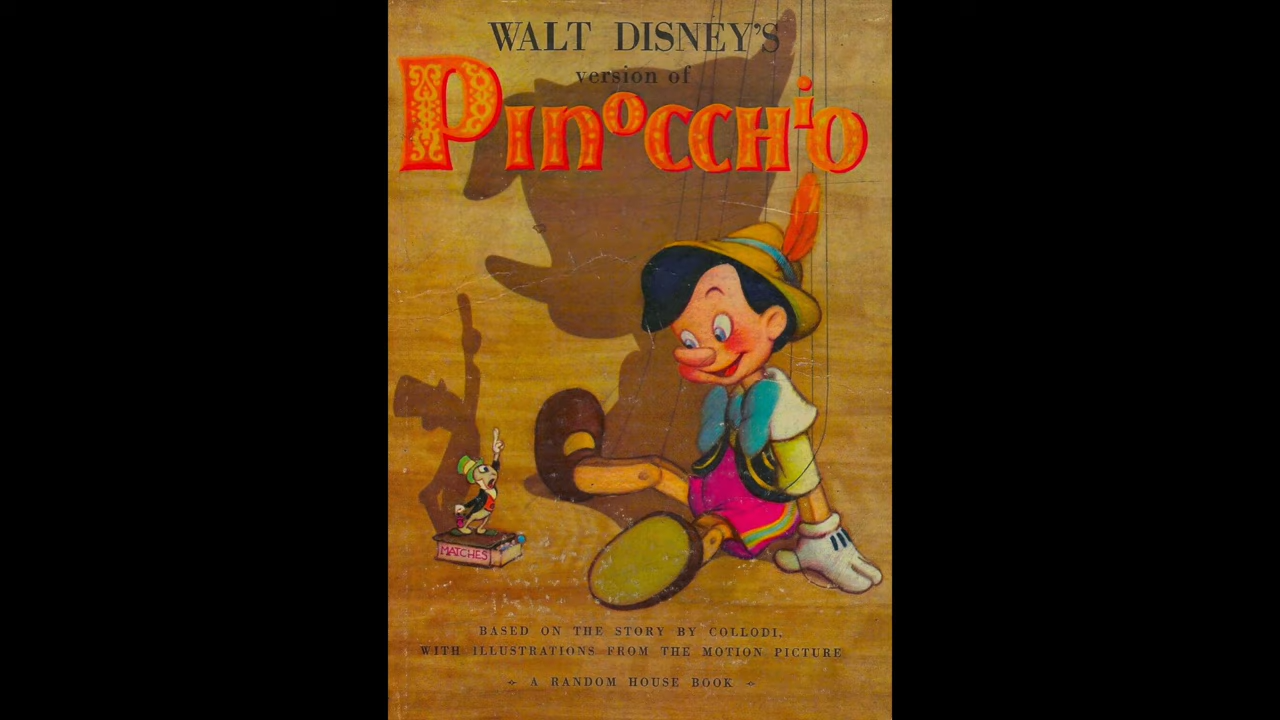 WALT DISNEY'S
version of
PINOCCHIO
MATCHES
BASED ON THE STORY BY COLLODI,
WITH ILLUSTRATIONS FROM THE MOTION PICTURE
A RANDOM HOUSE BOOK